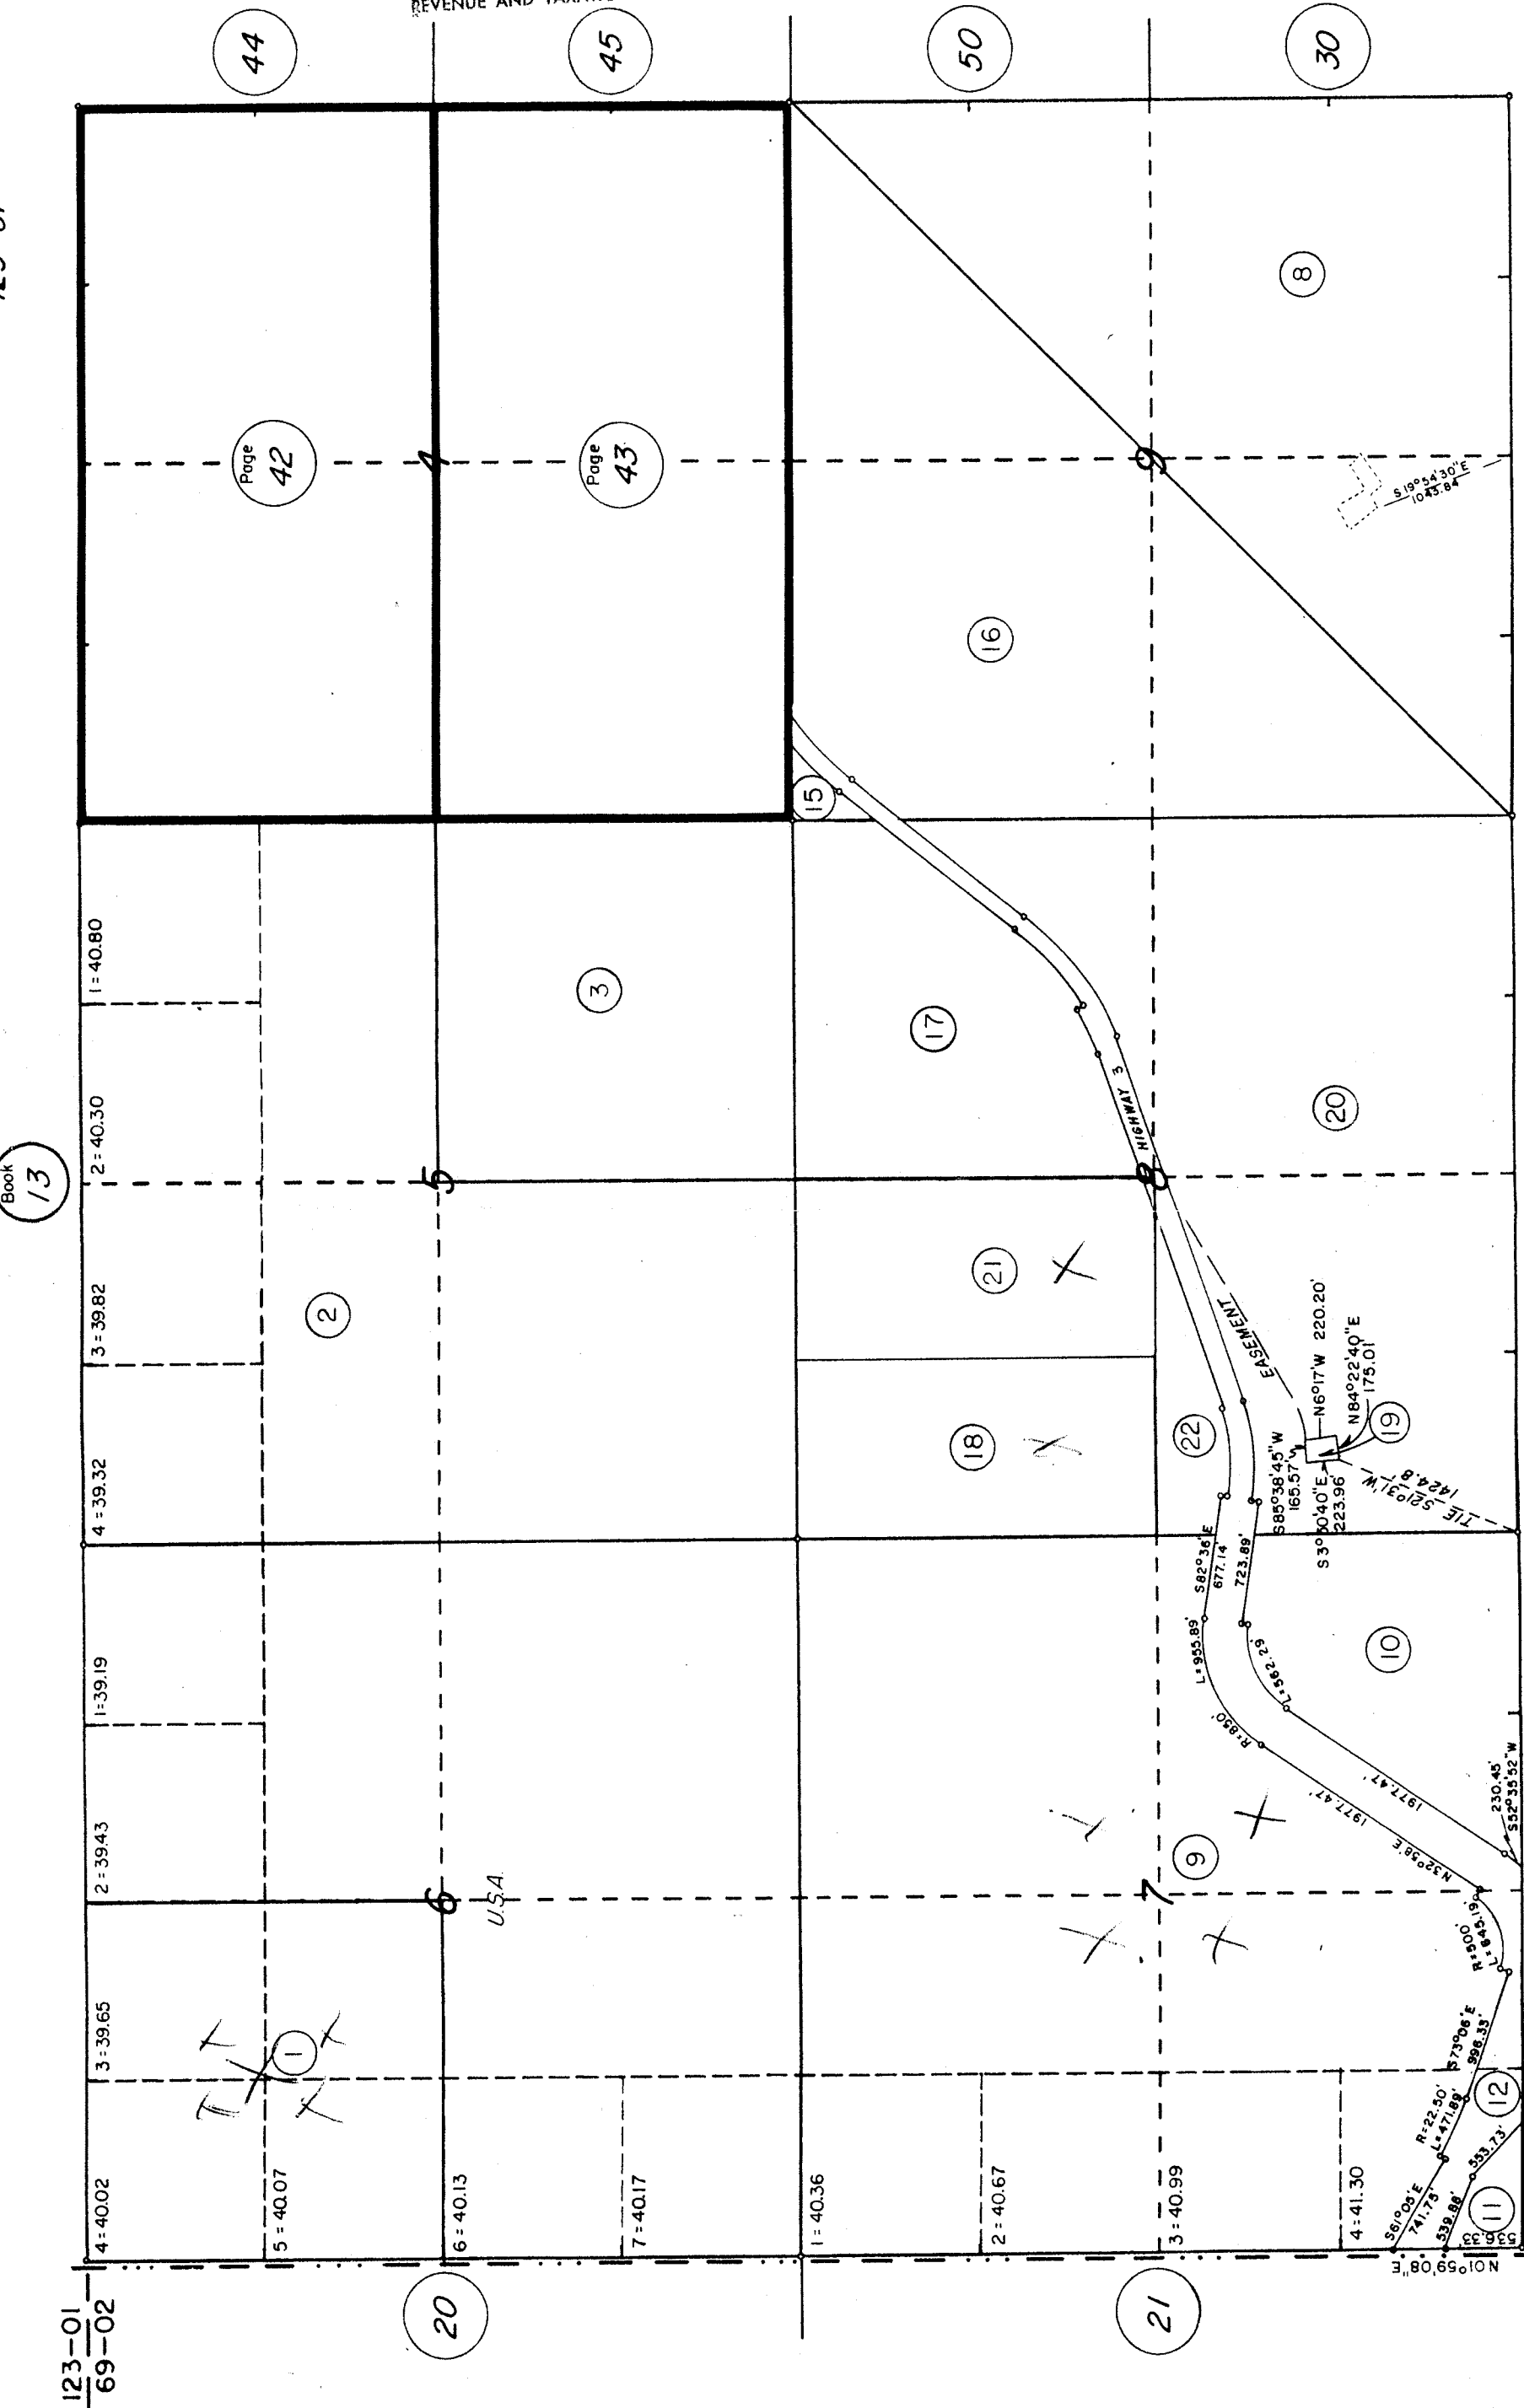 123-01
69-02
Book
13
REVENUE AND
44
45
50
30
20
21
4 = 40.02
3 = 39.65
2 = 39.43
1 = 39.19
4 = 39.32
3 = 39.82
2 = 40.30
1 = 40.80
5 = 40.07
6 = 40.13
7 = 40.17
1
6
U.S.A.
2
5
3
Page
42
4
Page
43
1 = 40.36
2 = 40.67
3 = 40.99
4 = 41.30
7
9
18
21
17
15
16
9
8
8
HIGHWAY 3
22
20
EASEMENT
S82°36'E
677.14'
723.89'
L=955.89'
R=850'
L=562.29'
10
S85°38'45"W
165.57'
N6°17'W 220.20'
N84°22'40"E
175.01'
19
S3°50'40"E
223.96'
TIE S21°31'W
1424.8'
S19°54'30"E
1043.84
1977.47'
N32°58'E
1977.47'
230.45'
S52°35'52"W
R=500'
L=645.19'
S73°06'E
996.33'
R=22.50'
L=471.89'
12
553.73'
S61°05'E
741.75'
539.88'
11
536.33'
N01°59'08"E